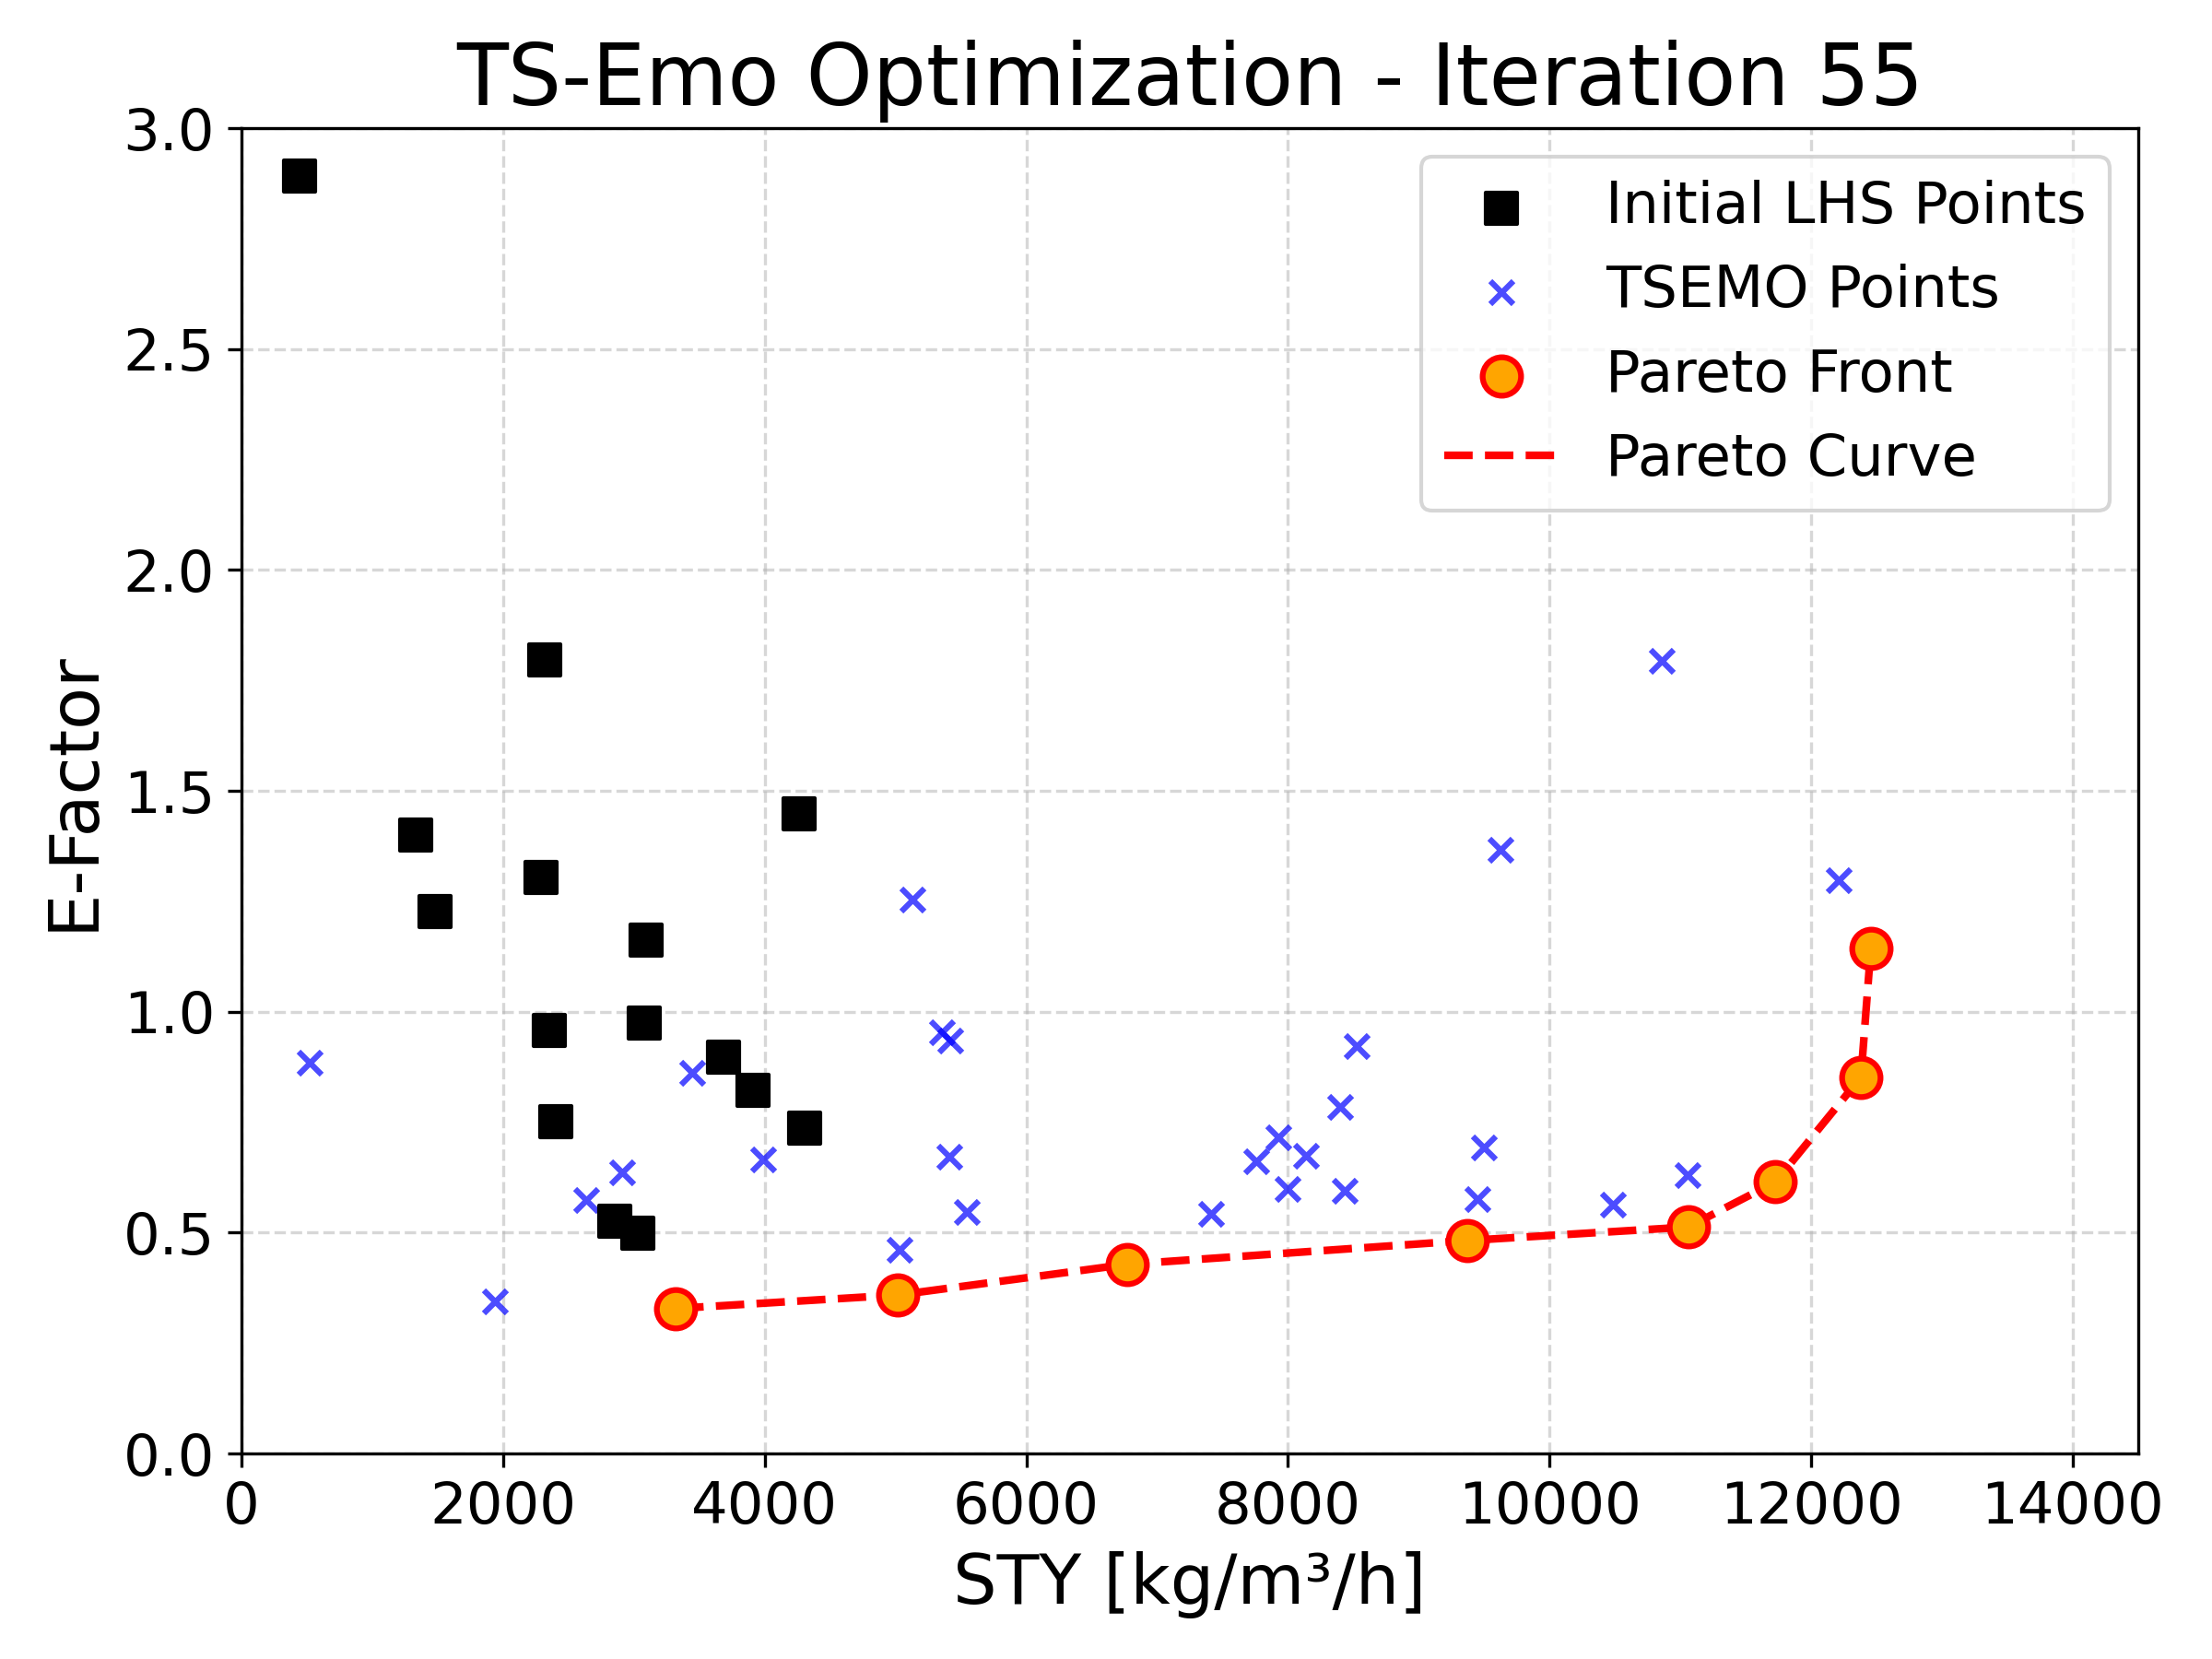 TS-Emo Optimization - Iteration 55
3.0
2.5
2.0
1.5
1.0
0.5
0.0
E-Factor
Initial LHS Points
TSEMO Points
Pareto Front
Pareto Curve
0 2000 4000 6000 8000 10000 12000 14000
STY [kg/m³/h]